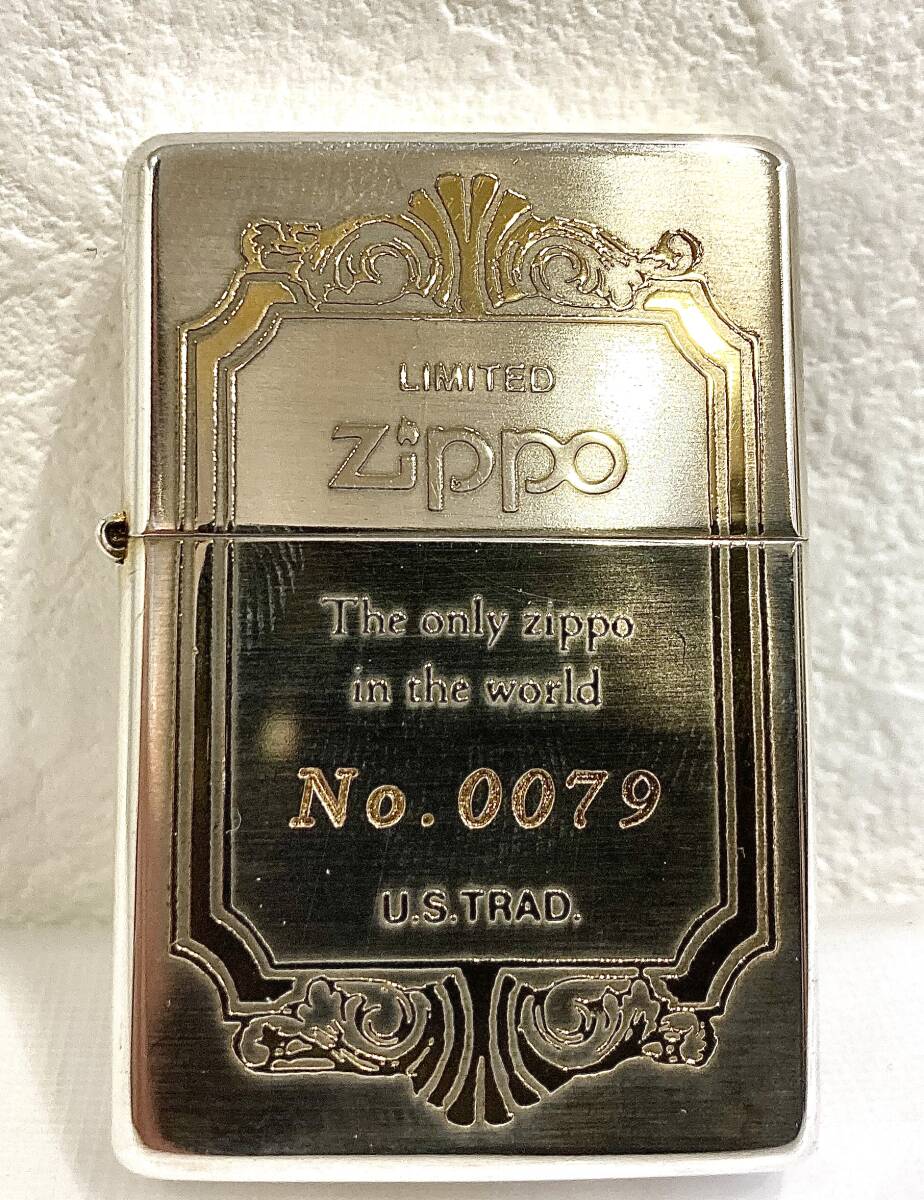 LIMITED
Zippo
The only zippo
in the world
No. 0079
U.S.TRAD.